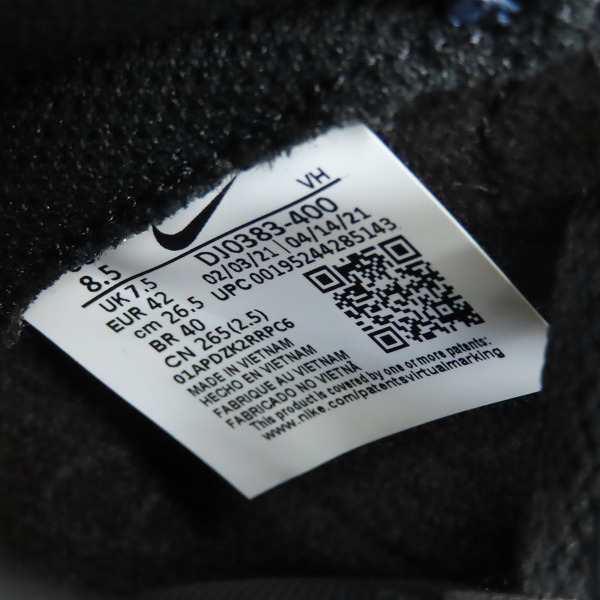 8.5
UK 7.5
EUR 42
cm 26.5
BR 40
CN 265(2.5)
VH
DJ0383-400
02/03/21 | 04/14/21
UPC 00195244285143
01APDZK2RRPC6
MADE IN VIETNAM
HECHO EN VIETNAM
FABRIQUE AU VIETNAM
FABRICADO NO VIETNA
This product is covered by one or more patents:
www.nike.com/patentsvirtualmarking